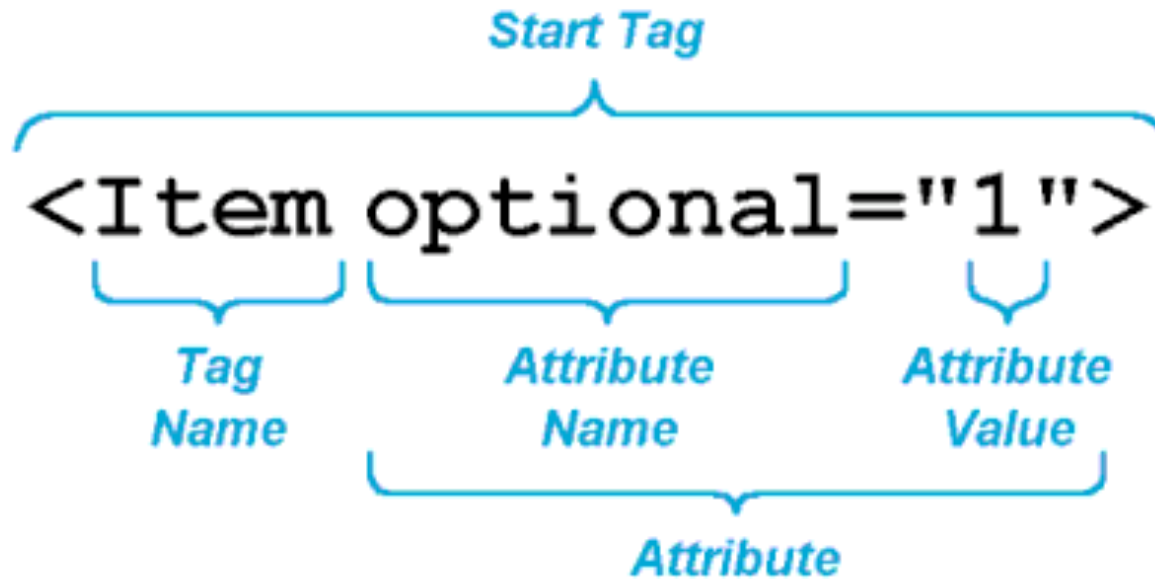 Start Tag
<Item optional="1">
Tag Name
Attribute Name
Attribute Value
Attribute